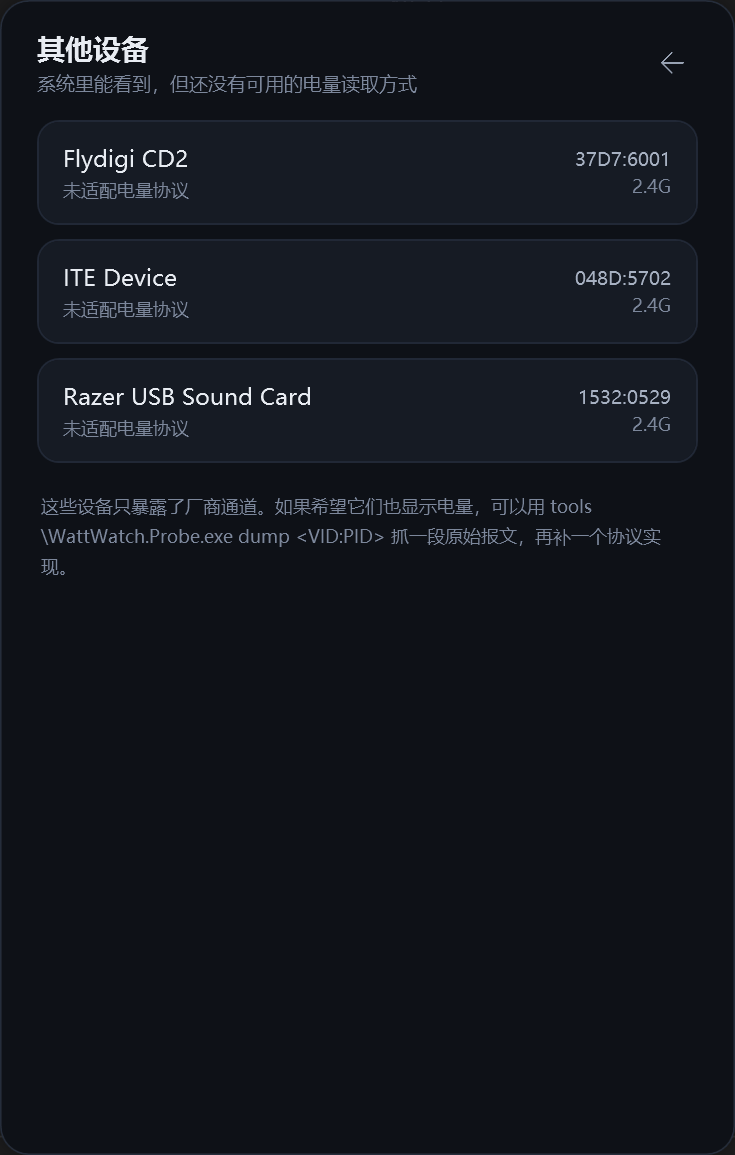 其他设备
系统里能看到，但还没有可用的电量读取方式
Flydigi CD2
37D7:6001
未适配电量协议
2.4G
ITE Device
048D:5702
未适配电量协议
2.4G
Razer USB Sound Card
1532:0529
未适配电量协议
2.4G
这些设备只暴露了厂商通道。如果希望它们也显示电量，可以用 tools
\WattWatch.Probe.exe dump <VID:PID> 抓一段原始报文，再补一个协议实
现。